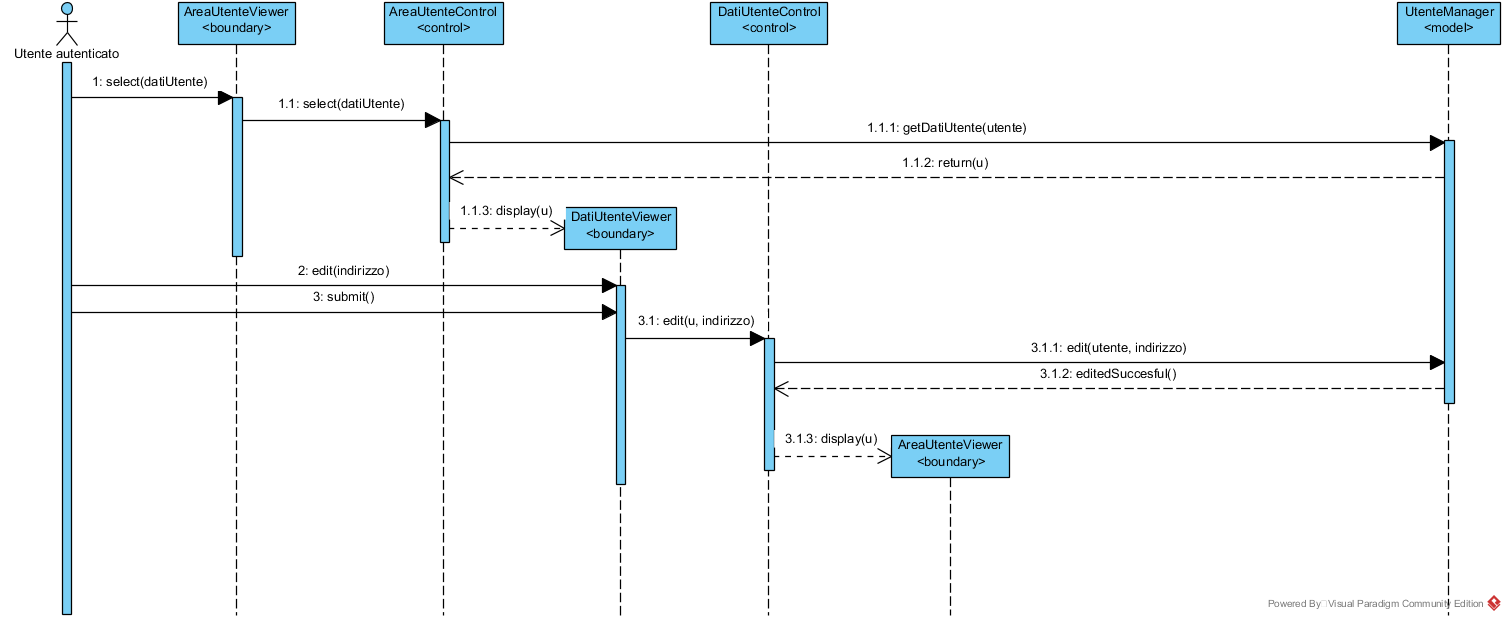 AreaUtenteViewer
<boundary>
AreaUtenteControl
<control>
DatiUtenteControl
<control>
UtenteManager
<model>
Utente autenticato
1: select(datiUtente)
1.1: select(datiUtente)
1.1.1: getDatiUtente(utente)
1.1.2: return(u)
1.1.3: display(u)
DatiUtenteViewer
<boundary>
2: edit(indirizzo)
3: submit()
3.1: edit(u, indirizzo)
3.1.1: edit(utente, indirizzo)
3.1.2: editedSuccesful()
3.1.3: display(u)
AreaUtenteViewer
<boundary>
Powered By Visual Paradigm Community Edition